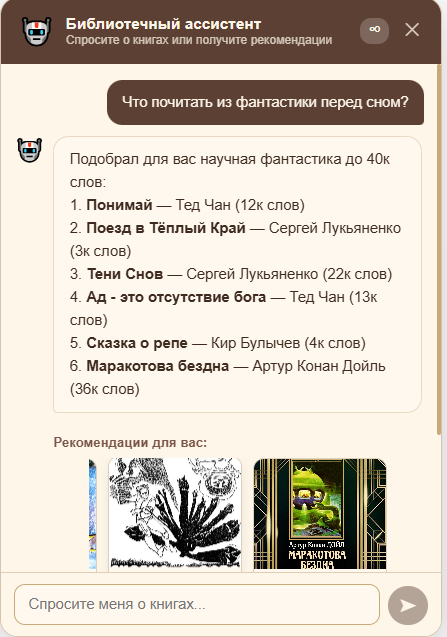 Библиотечный ассистент
Спросите о книгах или получите рекомендации
Что почитать из фантастики перед сном?
Подобрал для вас научная фантастика до 40к
слов:
1. Понимай — Тед Чан (12к слов)
2. Поезд в Тёплый Край — Сергей Лукьяненко
(3к слов)
3. Тени Снов — Сергей Лукьяненко (22к слов)
4. Ад - это отсутствие бога — Тед Чан (13к
слов)
5. Сказка о репе — Кир Булычев (4к слов)
6. Маракотова бездна — Артур Конан Дойль
(36к слов)
Рекомендации для вас:
Артур Конан ДОЙЛ
МАРАКОТОВА
БЕЗДНА
Спросите меня о книгах...